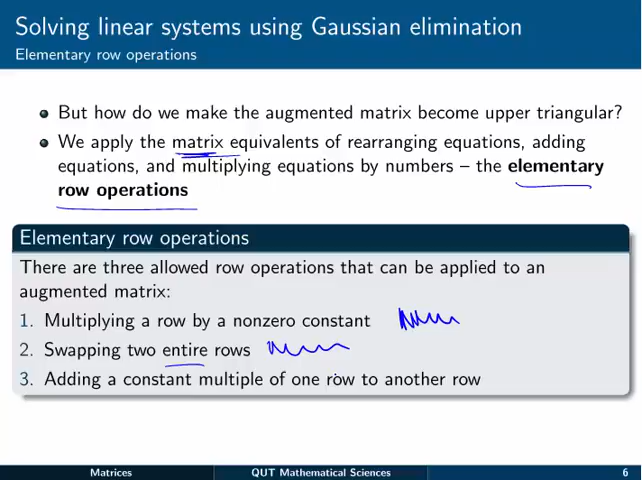 Solving linear systems using Gaussian elimination
Elementary row operations
But how do we make the augmented matrix become upper triangular?
We apply the matrix equivalents of rearranging equations, adding
equations, and multiplying equations by numbers – the elementary
row operations
Elementary row operations
There are three allowed row operations that can be applied to an
augmented matrix:
1. Multiplying a row by a nonzero constant
2. Swapping two entire rows
3. Adding a constant multiple of one row to another row
Matrices QUT Mathematical Sciences 6